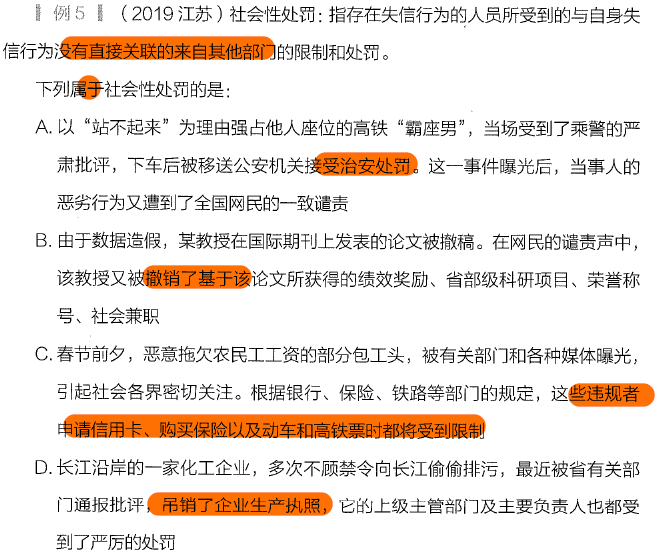 例5 （2019江苏）社会性处罚：指存在失信行为的人员所受到的与自身失
信行为没有直接关联的来自其他部门的限制和处罚。
下列属于社会性处罚的是：
A. 以“站不起来”为理由强占他人座位的高铁“霸座男”，当场受到了乘警的严
肃批评，下车后被移送公安机关接受治安处罚。这一事件曝光后，当事人的
恶劣行为又遭到了全国网民的一致谴责
B. 由于数据造假，某教授在国际期刊上发表的论文被撤稿。在网民的谴责声中，
该教授又被撤销了基于该论文所获得的绩效奖励、省部级科研项目、荣誉称
号、社会兼职
C. 春节前夕，恶意拖欠农民工工资的部分包工头，被有关部门和各种媒体曝光，
引起社会各界密切关注。根据银行、保险、铁路等部门的规定，这些违规者
申请信用卡、购买保险以及动车和高铁票时都将受到限制
D. 长江沿岸的一家化工企业，多次不顾禁令向长江偷偷排污，最近被省有关部
门通报批评，吊销了企业生产执照，它的上级主管部门及主要负责人也都受
到了严厉的处罚